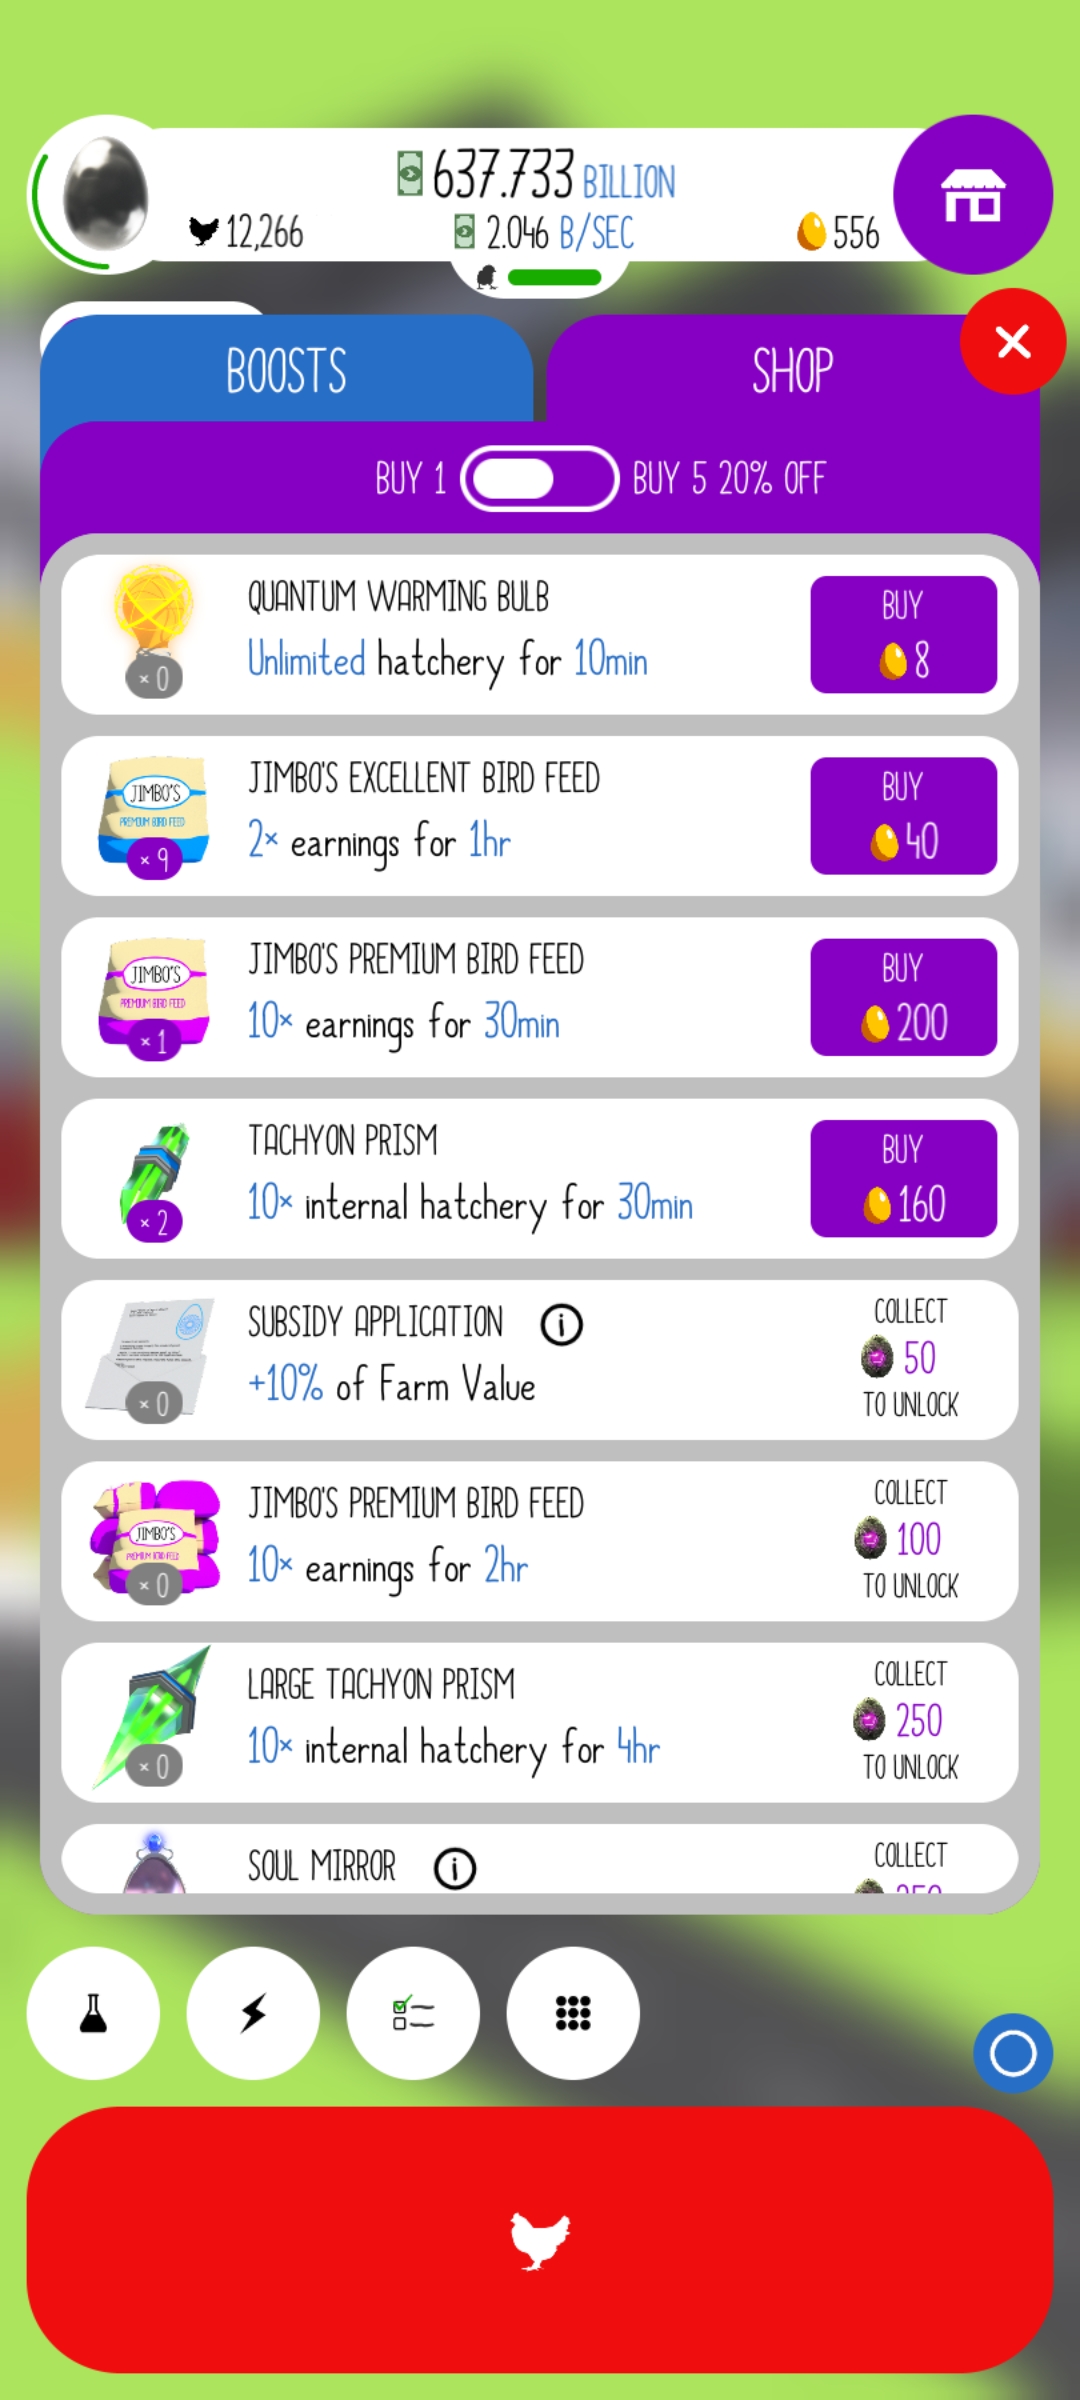 637.733 BILLION
12,266
2.046 B/SEC
556
BOOSTS
SHOP
BUY 1
BUY 5 20% OFF
QUANTUM WARMING BULB
Unlimited hatchery for 10min
× 0
BUY
8
JIMBO'S
PREMIUM BIRD FEED
× 9
JIMBO'S EXCELLENT BIRD FEED
2× earnings for 1hr
BUY
40
JIMBO'S
PREMIUM BIRD FEED
× 1
JIMBO'S PREMIUM BIRD FEED
10× earnings for 30min
BUY
200
× 2
TACHYON PRISM
10× internal hatchery for 30min
BUY
160
× 0
SUBSIDY APPLICATION
+10% of Farm Value
COLLECT
50
TO UNLOCK
JIMBO'S
PREMIUM BIRD FEED
× 0
JIMBO'S PREMIUM BIRD FEED
10× earnings for 2hr
COLLECT
100
TO UNLOCK
× 0
LARGE TACHYON PRISM
10× internal hatchery for 4hr
COLLECT
250
TO UNLOCK
SOUL MIRROR
COLLECT